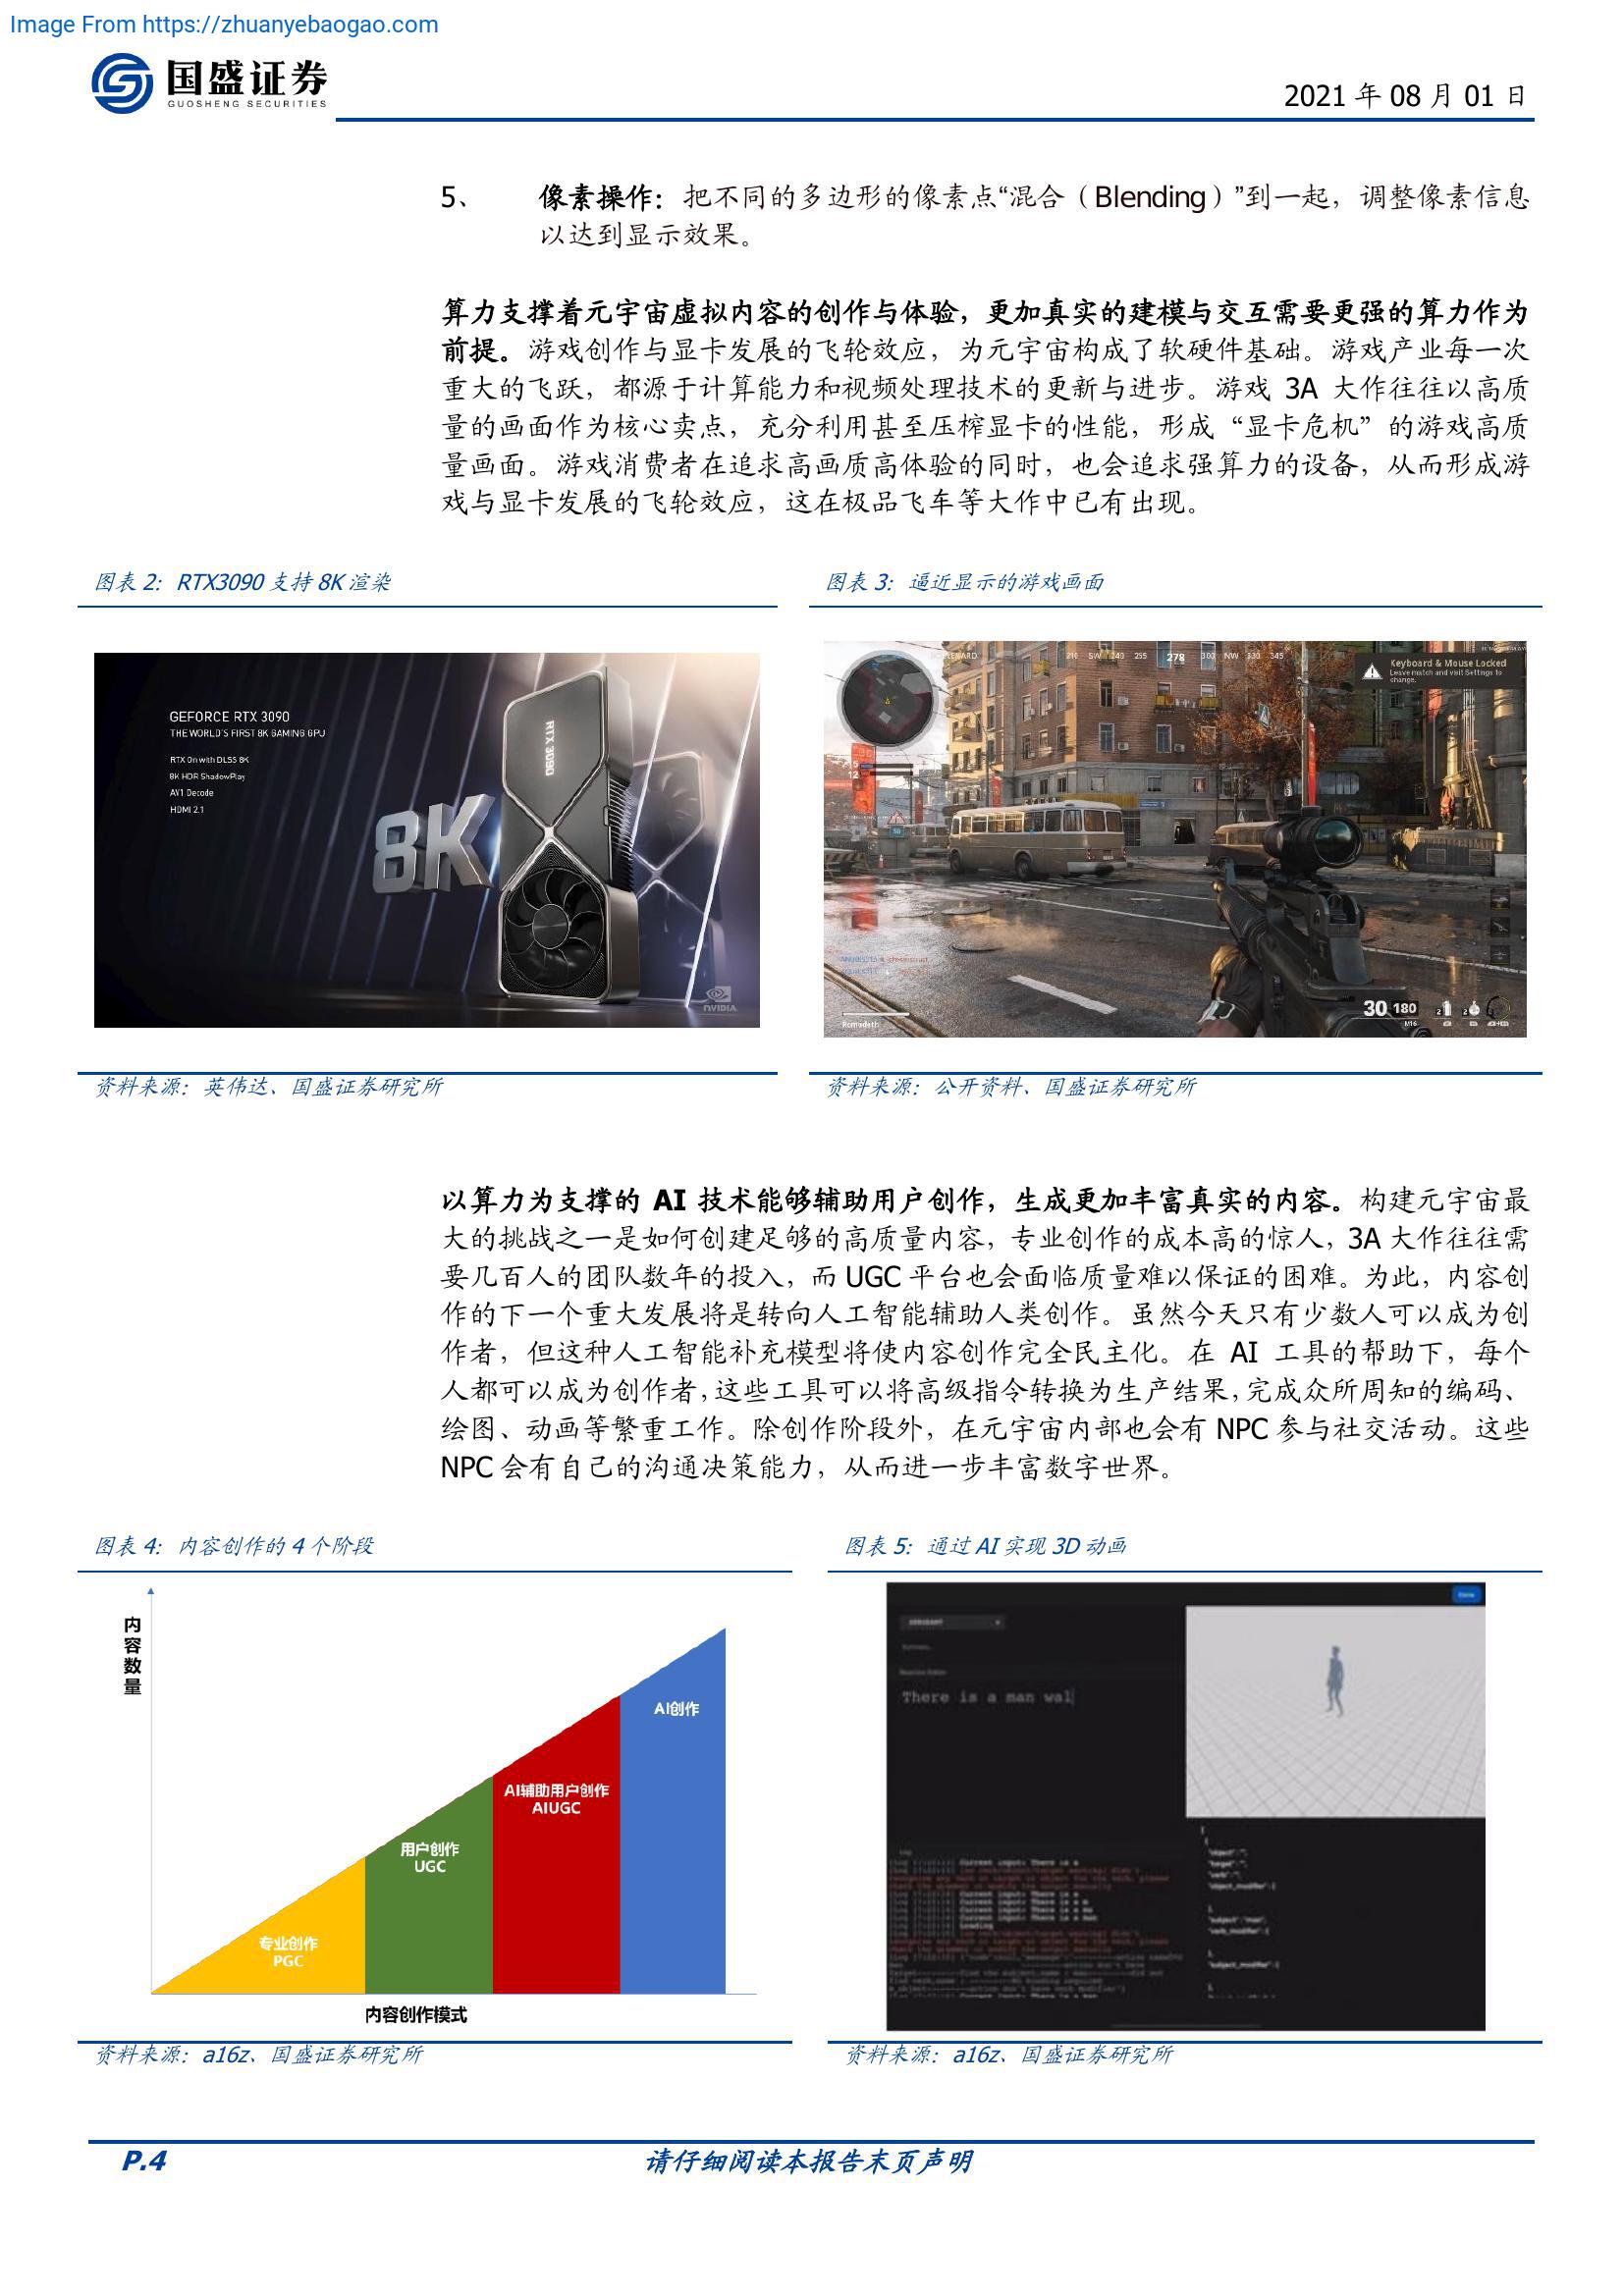 Image From https://zhuanyebaogao.com
国盛证券
GUOSHENG SECURITIES
2021 年 08 月 01 日
5、 像素操作：把不同的多边形的像素点“混合（Blending）”到一起，调整像素信息
以达到显示效果。
算力支撑着元宇宙虚拟内容的创作与体验，更加真实的建模与交互需要更强的算力作为
前提。游戏创作与显卡发展的飞轮效应，为元宇宙构成了软硬件基础。游戏产业每一次
重大的飞跃，都源于计算能力和视频处理技术的更新与进步。游戏 3A 大作往往以高质
量的画面作为核心卖点，充分利用甚至压榨显卡的性能，形成“显卡危机”的游戏高质
量画面。游戏消费者在追求高画质高体验的同时，也会追求强算力的设备，从而形成游
戏与显卡发展的飞轮效应，这在极品飞车等大作中已有出现。
图表 2：RTX3090 支持 8K 渲染
GEFORCE RTX 3090
THE WORLD'S FIRST 8K GAMING GPU
RTX On with DLSS 8K
8K HDR ShadowPlay
AV1 Decode
HDMI 2.1
8K
RTX 3090
NVIDIA
资料来源：英伟达、国盛证券研究所
图表 3：逼近显示的游戏画面
210 SW 240 255 278 300 NW 330 345
Keyboard & Mouse Locked
Leave match and visit Settings to
change.
12
30 180
M16
2 2
资料来源：公开资料、国盛证券研究所
以算力为支撑的 AI 技术能够辅助用户创作，生成更加丰富真实的内容。构建元宇宙最
大的挑战之一是如何创建足够的高质量内容，专业创作的成本高的惊人，3A 大作往往需
要几百人的团队数年的投入，而 UGC 平台也会面临质量难以保证的困难。为此，内容创
作的下一个重大发展将是转向人工智能辅助人类创作。虽然今天只有少数人可以成为创
作者，但这种人工智能补充模型将使内容创作完全民主化。在 AI 工具的帮助下，每个
人都可以成为创作者，这些工具可以将高级指令转换为生产结果，完成众所周知的编码、
绘图、动画等繁重工作。除创作阶段外，在元宇宙内部也会有 NPC 参与社交活动。这些
NPC 会有自己的沟通决策能力，从而进一步丰富数字世界。
图表 4：内容创作的 4 个阶段
内容数量
AI创作
AI辅助用户创作
AIUGC
用户创作
UGC
专业创作
PGC
内容创作模式
资料来源：a16z、国盛证券研究所
图表 5：通过 AI 实现 3D 动画
There is a man wal
Current input: There is a
资料来源：a16z、国盛证券研究所
P.4
请仔细阅读本报告末页声明